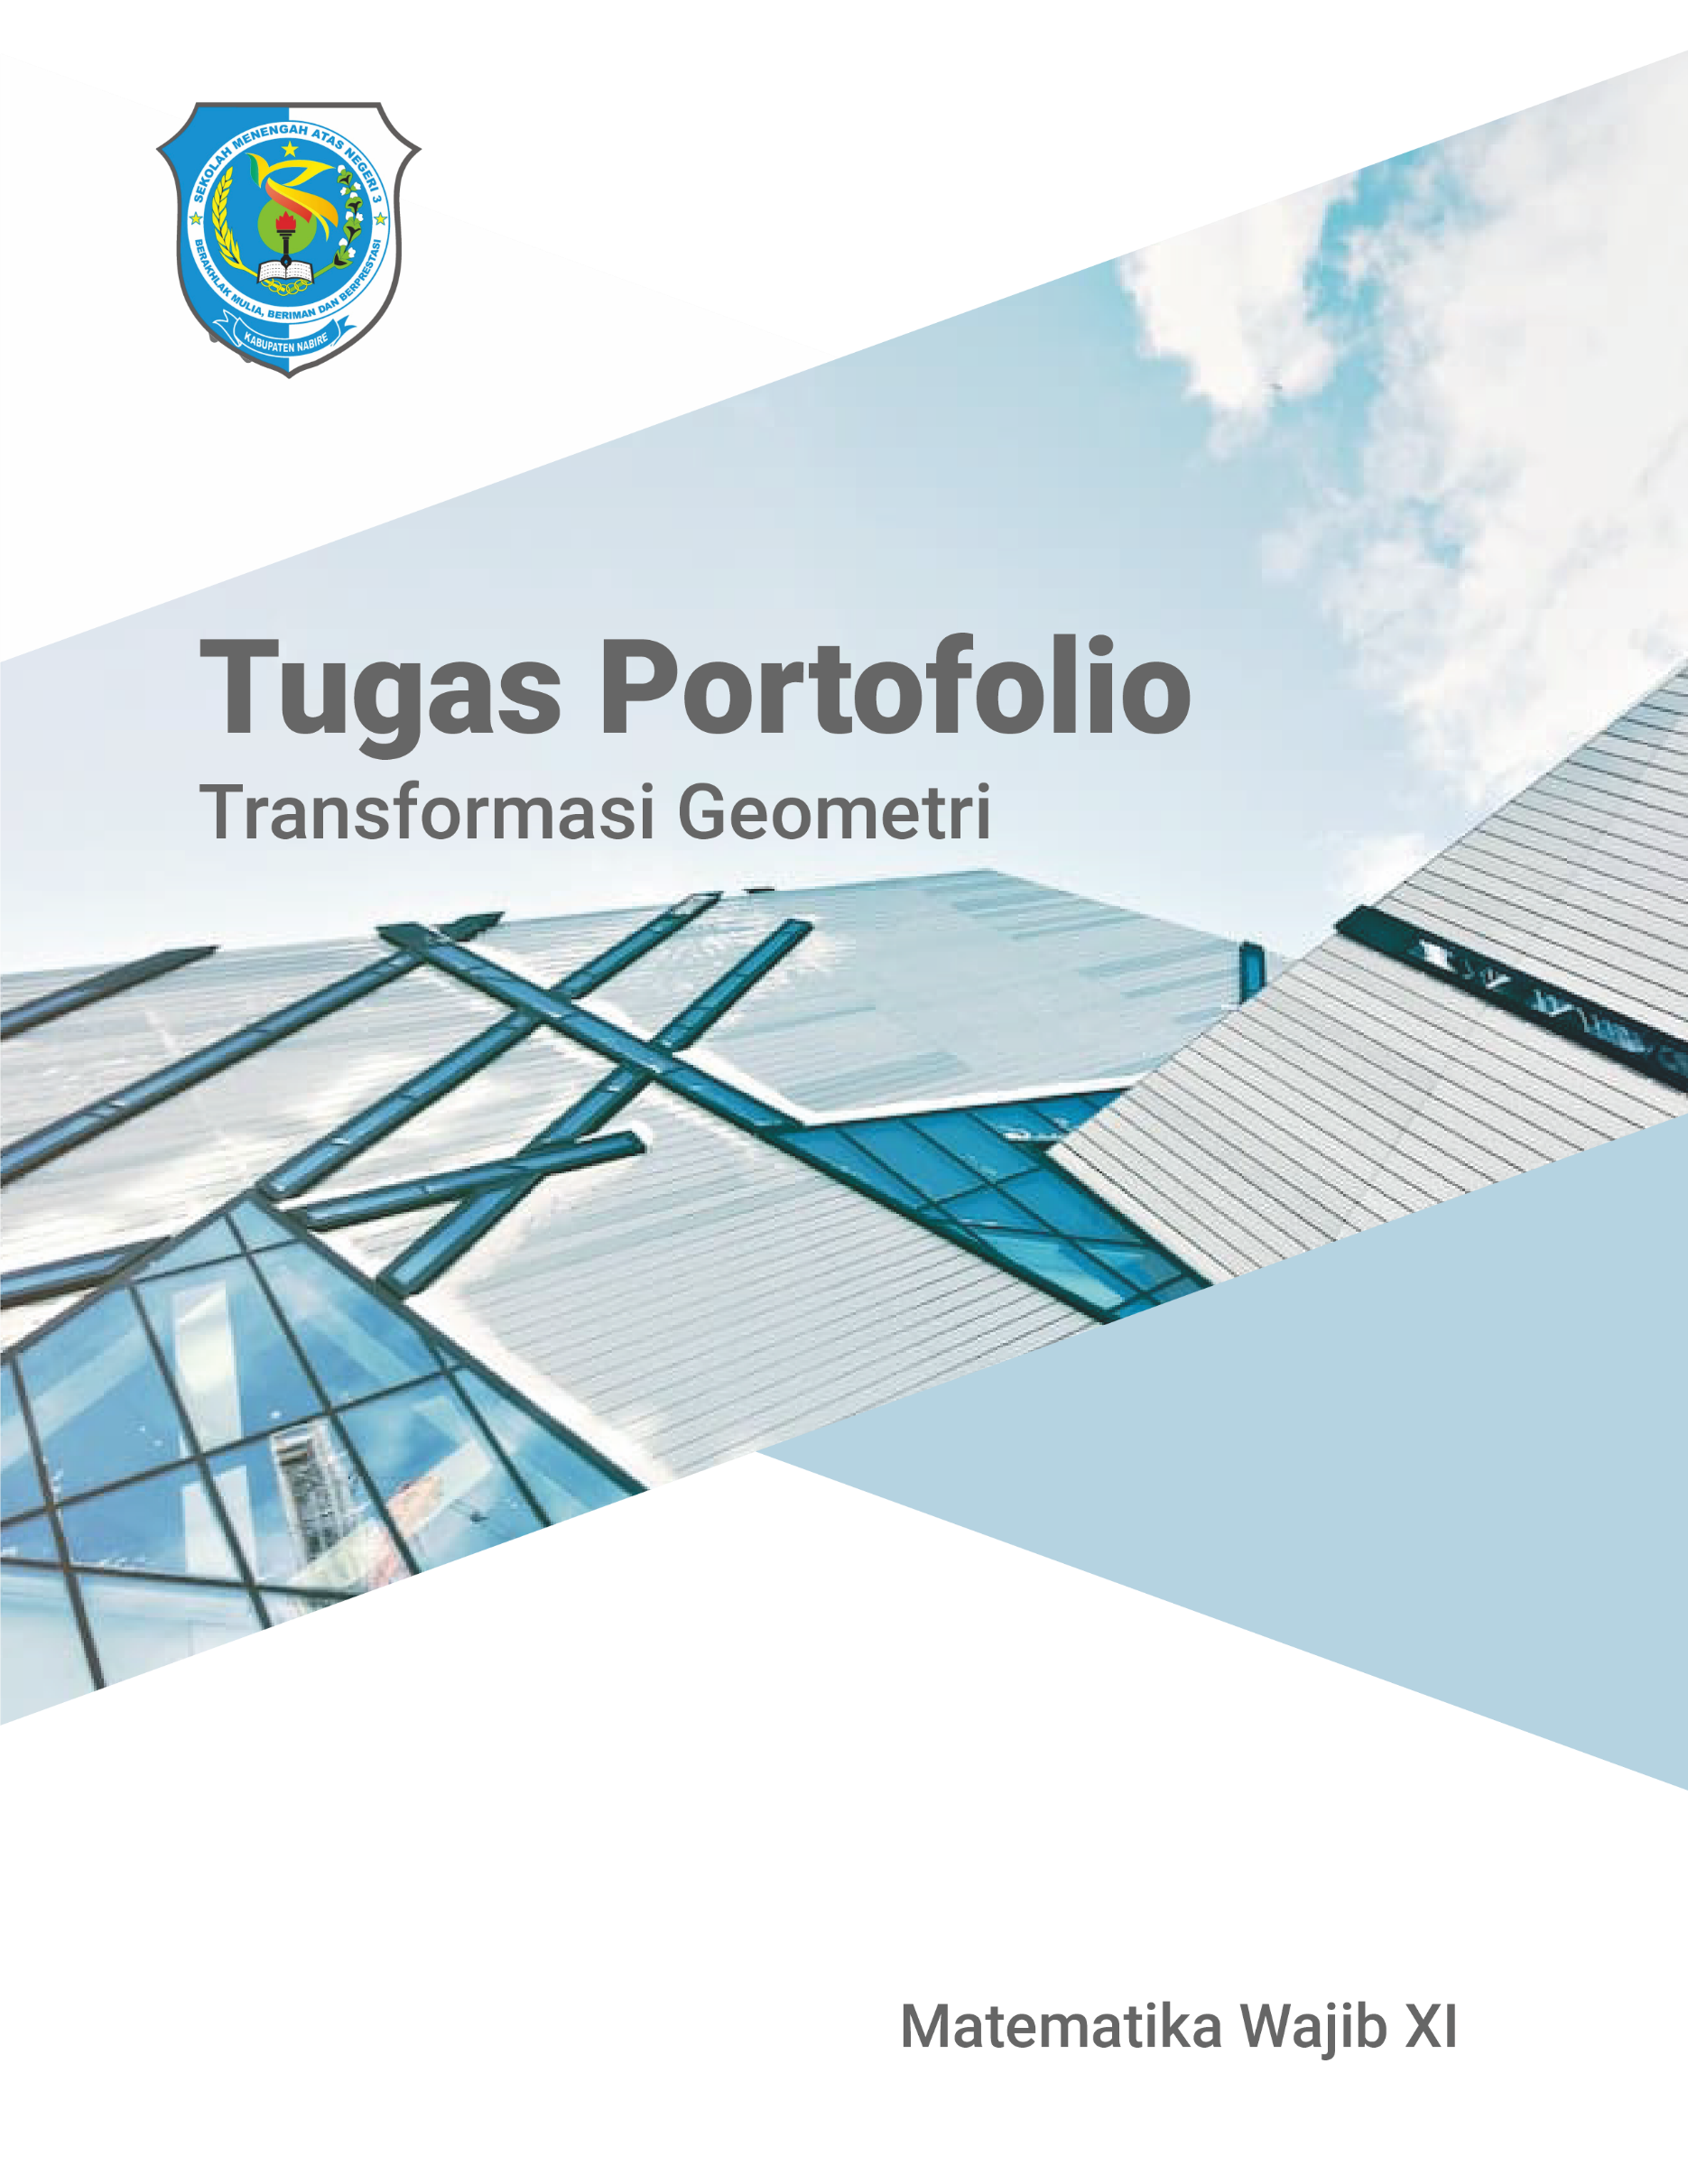 SEKOLAH MENENGAH ATAS NEGERI 3
BERAKHLAK MULIA, BERIMAN DAN BERPRESTASI
KABUPATEN NABIRE
Tugas Portofolio
Transformasi Geometri
Matematika Wajib XI